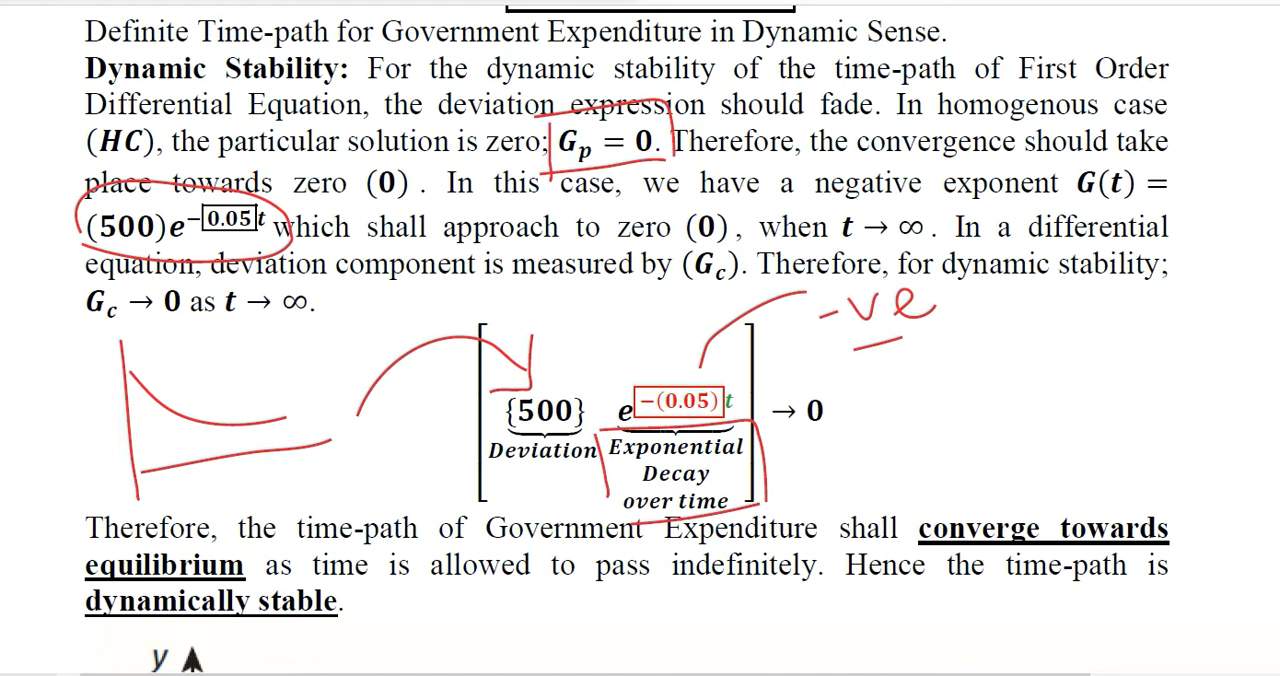 Definite Time-path for Government Expenditure in Dynamic Sense.
Dynamic Stability: For the dynamic stability of the time-path of First Order
Differential Equation, the deviation expression should fade. In homogenous case
(HC), the particular solution is zero; Gₚ = 0. Therefore, the convergence should take
place towards zero (0) . In this case, we have a negative exponent G(t) =
(500)e^−0.05t which shall approach to zero (0), when t → ∞. In a differential
equation, deviation component is measured by (G_c). Therefore, for dynamic stability;
G_c → 0 as t → ∞.
-ve
[{500} e^−(0.05)t] → 0
Deviation Exponential
Decay
over time
Therefore, the time-path of Government Expenditure shall converge towards
equilibrium as time is allowed to pass indefinitely. Hence the time-path is
dynamically stable.
y